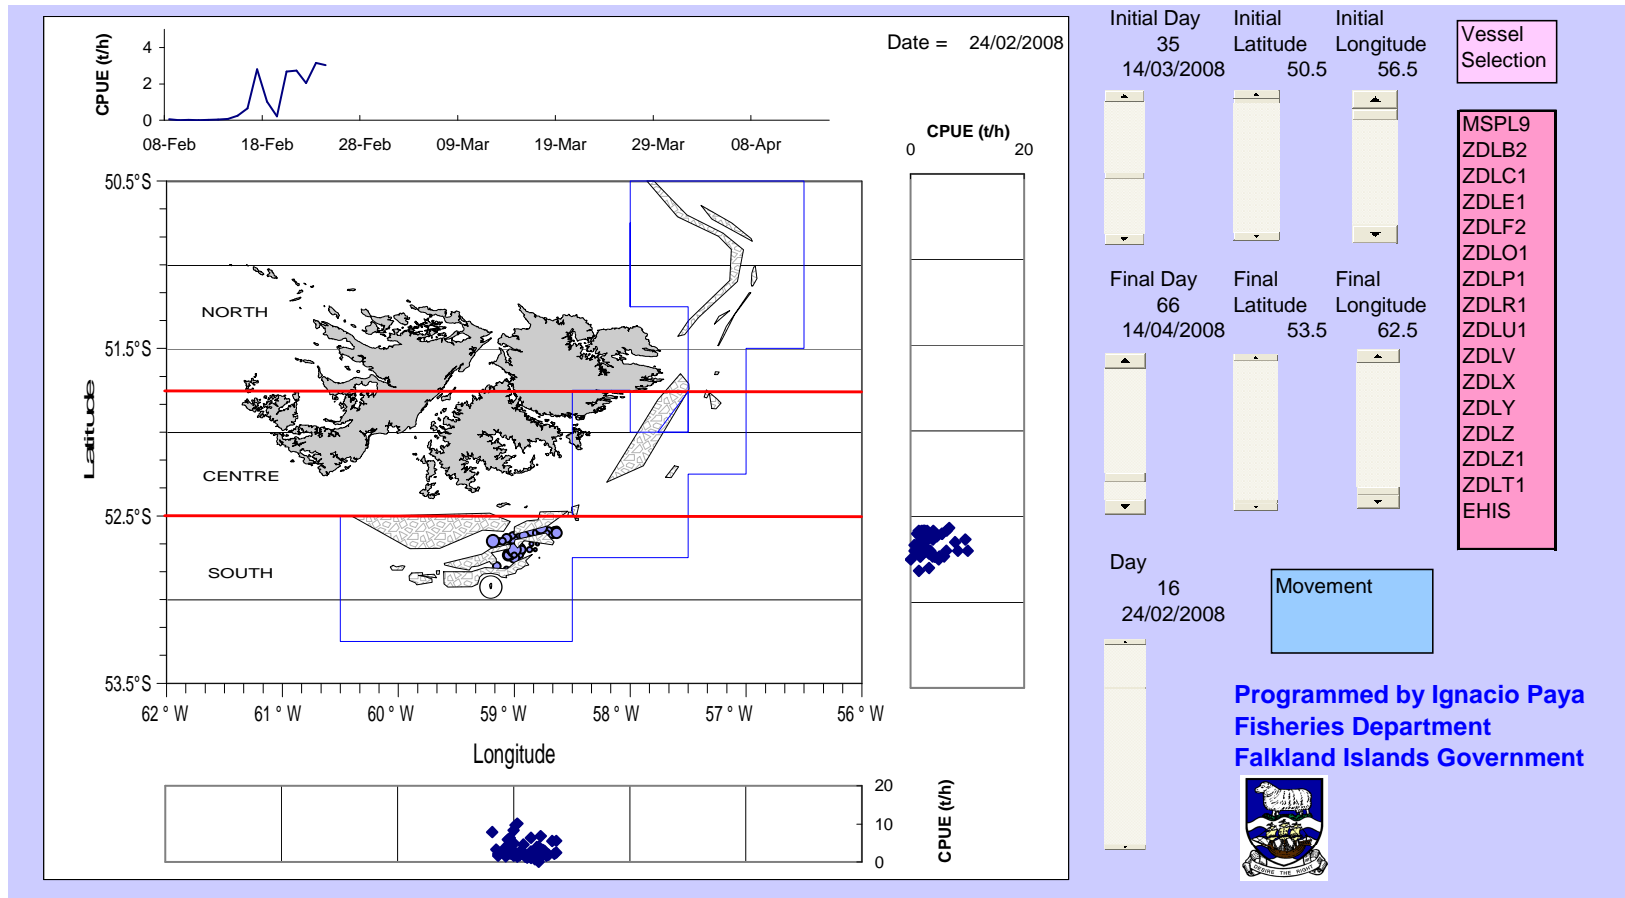 CPUE (t/h)
4
2
0
08-Feb 18-Feb 28-Feb 09-Mar 19-Mar 29-Mar 08-Apr
Date = 24/02/2008
CPUE (t/h)
0 20
50.5°S
51.5°S
52.5°S
53.5°S
Latitude
NORTH
CENTRE
SOUTH
62 °W 61 °W 60 °W 59 °W 58 °W 57 °W 56 °W
Longitude
20
10
0
CPUE (t/h)
Initial Day
35
14/03/2008
Initial
Latitude
50.5
Initial
Longitude
56.5
Final Day
66
14/04/2008
Final
Latitude
53.5
Final
Longitude
62.5
Day
16
24/02/2008
Vessel
Selection
MSPL9
ZDLB2
ZDLC1
ZDLE1
ZDLF2
ZDLO1
ZDLP1
ZDLR1
ZDLU1
ZDLV
ZDLX
ZDLY
ZDLZ
ZDLZ1
ZDLT1
EHIS
Movement
Programmed by Ignacio Paya
Fisheries Department
Falkland Islands Government
DESIRE THE RIGHT